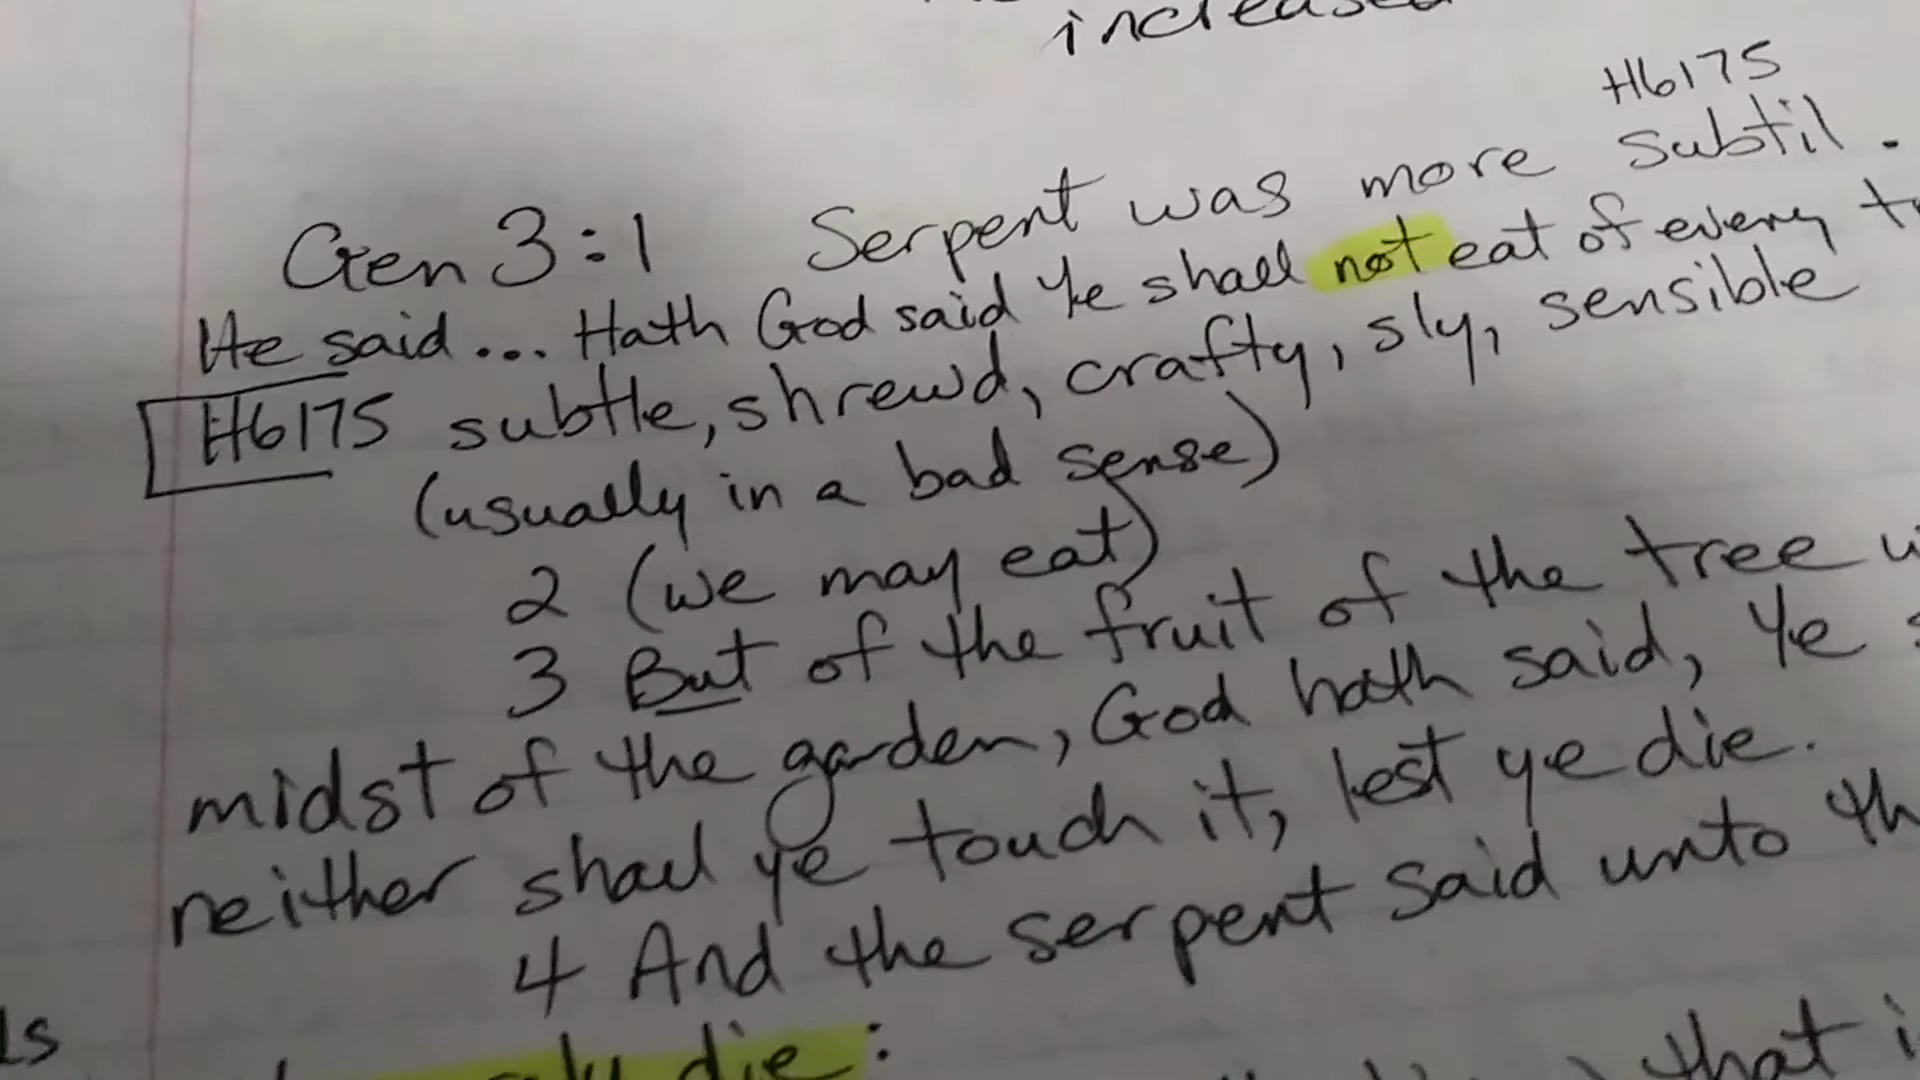 increased
H6175
Gen 3:1 Serpent was more subtil.
He said... Hath God said Ye shall not eat of every
H6175 subtle, shrewd, crafty, sly, sensible
(usually in a bad sense)
2 (we may eat)
3 But of the fruit of the tree
midst of the garden, God hath said, Ye
neither shall ye touch it, lest ye die.
4 And the serpent said unto
die:
that